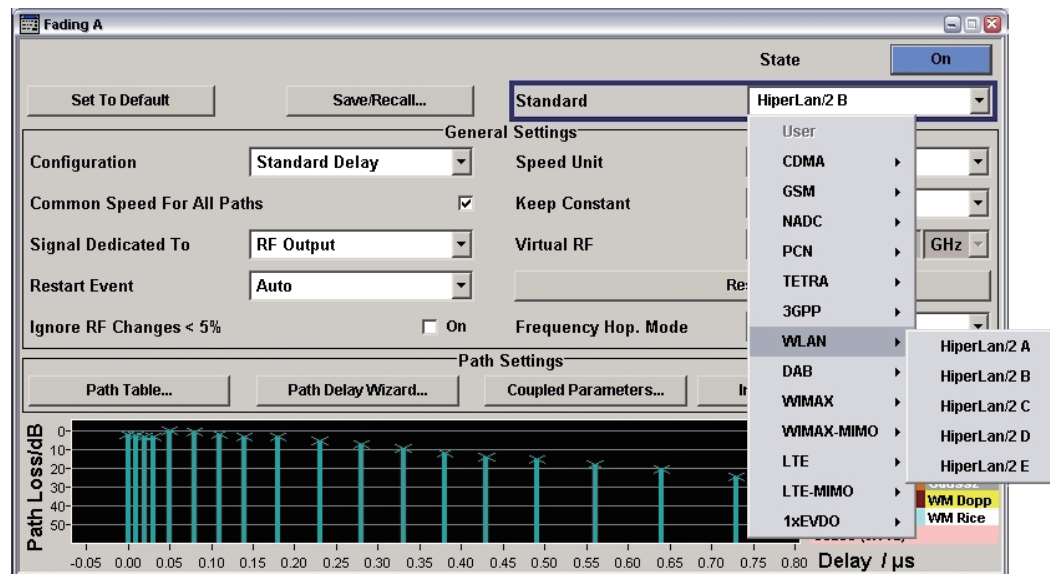 Fading A
State On
Set To Default Save/Recall... Standard HiperLan/2 B
General Settings
User
Configuration Standard Delay Speed Unit CDMA
GSM
Common Speed For All Paths Keep Constant
NADC
Signal Dedicated To RF Output Virtual RF PCN GHz
Restart Event Auto TETRA
3GPP
Ignore RF Changes < 5% On Frequency Hop. Mode
WLAN HiperLan/2 A
Path Settings
DAB HiperLan/2 B
Path Table... Path Delay Wizard... Coupled Parameters...
WIMAX HiperLan/2 C
WIMAX-MIMO HiperLan/2 D
LTE HiperLan/2 E
LTE-MIMO WM Dopp
1xEVDO WM Rice
Path Loss/dB
0-
10-
20-
30-
40-
50-
-0.05 0.00 0.05 0.10 0.15 0.20 0.25 0.30 0.35 0.40 0.45 0.50 0.55 0.60 0.65 0.70 0.75 0.80 Delay / µs